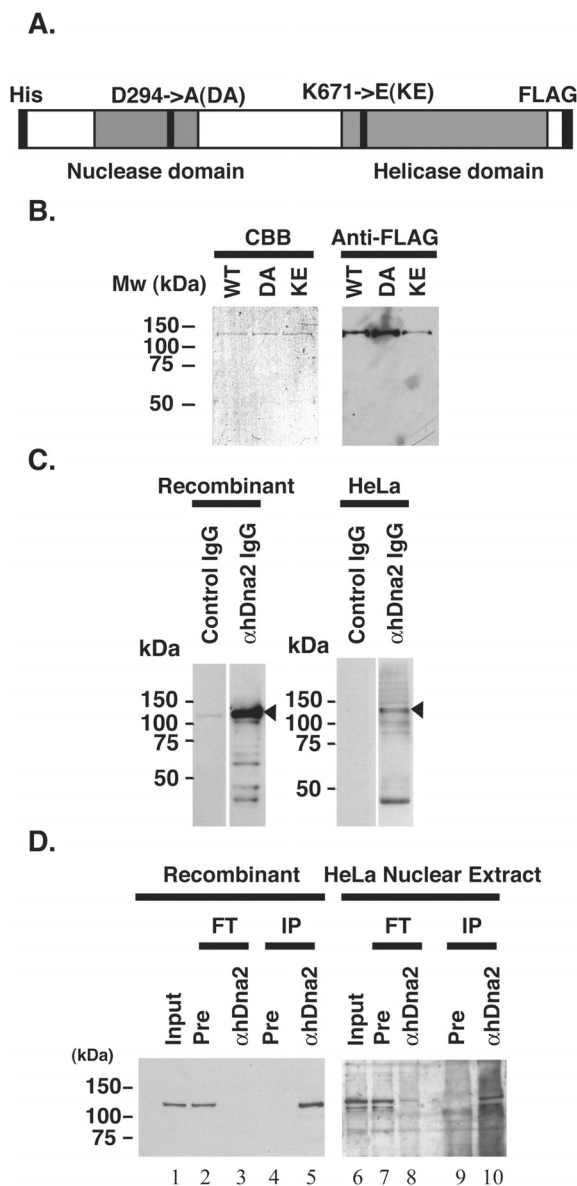 A.
His D294->A(DA) K671->E(KE) FLAG
Nuclease domain Helicase domain
B.
CBB Anti-FLAG
Mw (kDa) WT DA KE WT DA KE
150
100
75
50
C.
Recombinant HeLa
Control IgG αhDna2 IgG Control IgG αhDna2 IgG
kDa kDa
150 150
100 100
75 75
50 50
D.
Recombinant HeLa Nuclear Extract
FT IP FT IP
Input Pre αhDna2 Pre αhDna2 Input Pre αhDna2 Pre αhDna2
(kDa)
150
100
75
1 2 3 4 5 6 7 8 9 10